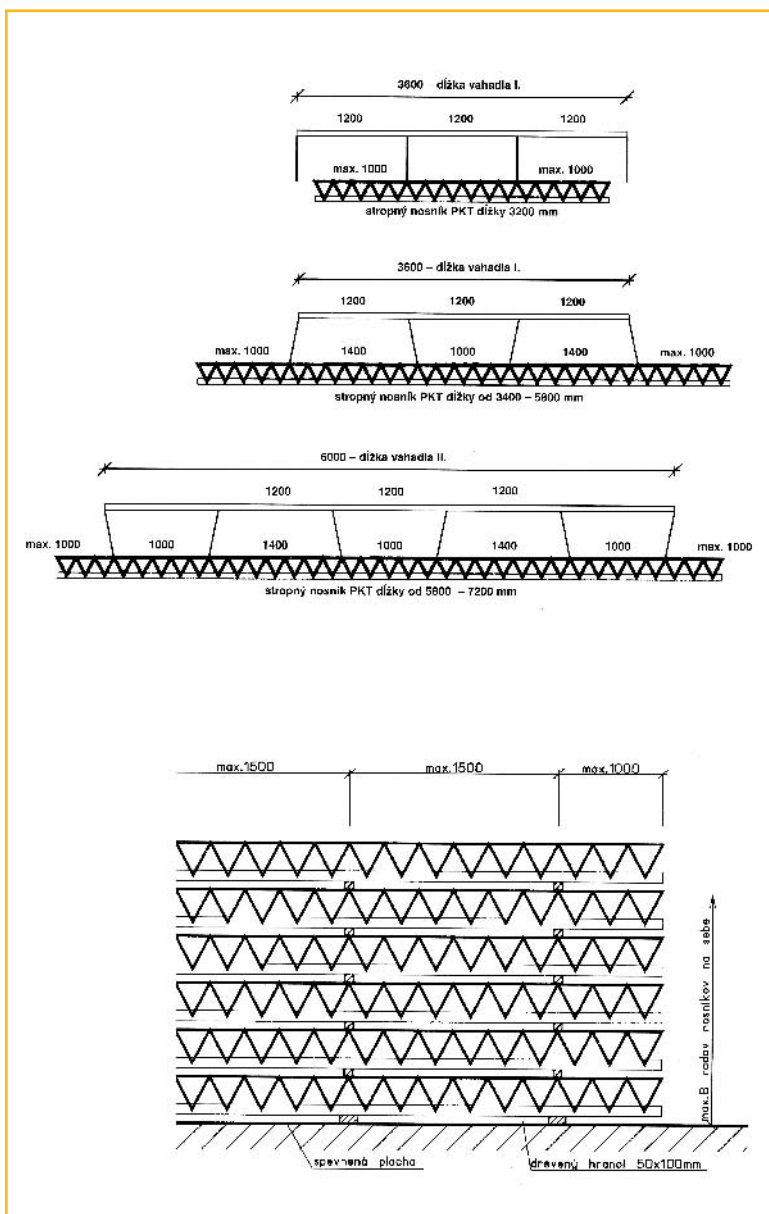 3600 – dĺžka vahadla I.
1200 1200 1200
max. 1000 max. 1000
stropný nosník PKT dĺžky 3200 mm
3600 – dĺžka vahadla I.
1200 1200 1200
max. 1000 1400 1000 1400 max. 1000
stropný nosník PKT dĺžky od 3400 – 5800 mm
6000 – dĺžka vahadla II.
1200 1200 1200
max. 1000 1000 1400 1000 1400 1000 max. 1000
stropný nosník PKT dĺžky od 5800 – 7200 mm
max.1500 max.1500 max.1000
max.8 radov nosníkov na sebe
spevnená plocha
drevený hranol 50x100mm